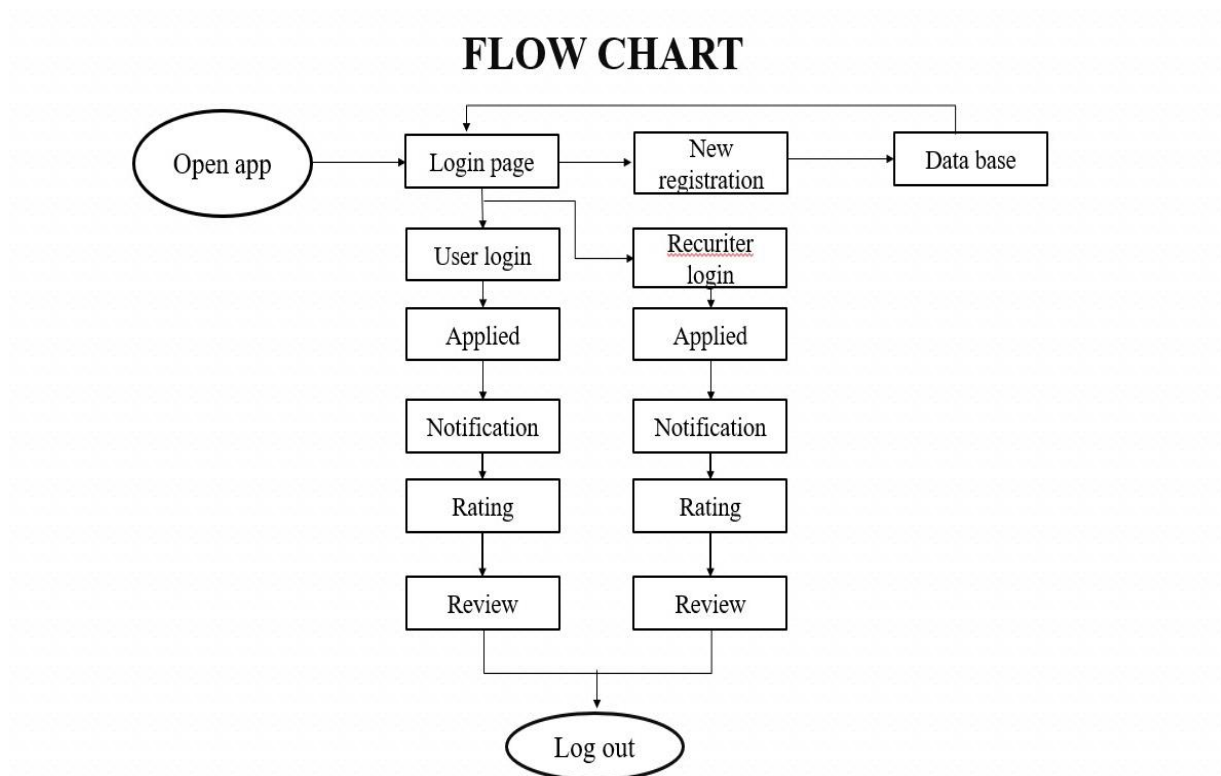 FLOW CHART
Open app
Login page
New
registration
Data base
User login
Recuriter
login
Applied
Applied
Notification
Notification
Rating
Rating
Review
Review
Log out